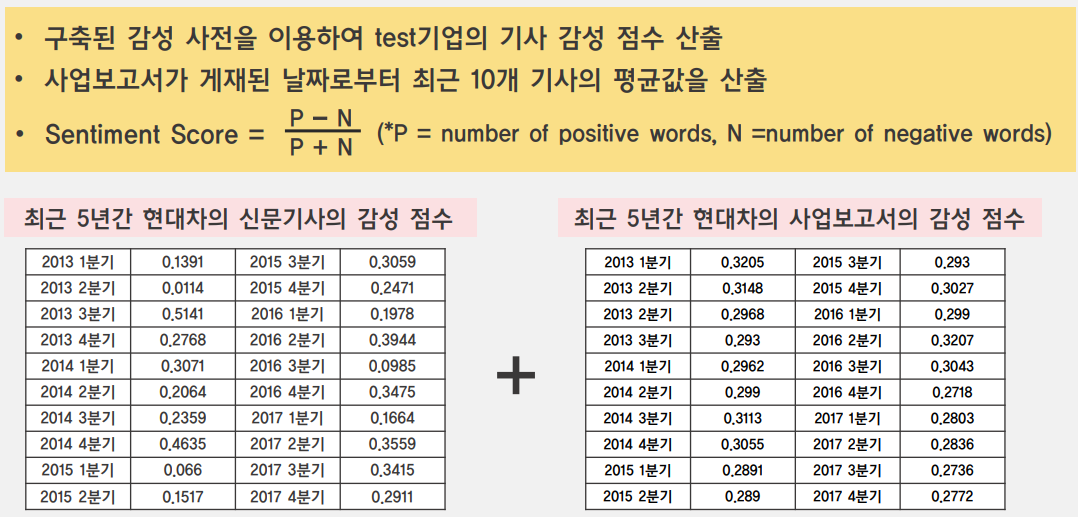 • 구축된 감성 사전을 이용하여 test기업의 기사 감성 점수 산출
• 사업보고서가 게재된 날짜로부터 최근 10개 기사의 평균값을 산출
• Sentiment Score = P − N / P + N (*P = number of positive words, N =number of negative words)
최근 5년간 현대차의 신문기사의 감성 점수
2013 1분기 0.1391 2015 3분기 0.3059
2013 2분기 0.0114 2015 4분기 0.2471
2013 3분기 0.5141 2016 1분기 0.1978
2013 4분기 0.2768 2016 2분기 0.3944
2014 1분기 0.3071 2016 3분기 0.0985
2014 2분기 0.2064 2016 4분기 0.3475
2014 3분기 0.2359 2017 1분기 0.1664
2014 4분기 0.4635 2017 2분기 0.3559
2015 1분기 0.066 2017 3분기 0.3415
2015 2분기 0.1517 2017 4분기 0.2911
+
최근 5년간 현대차의 사업보고서의 감성 점수
2013 1분기 0.3205 2015 3분기 0.293
2013 2분기 0.3148 2015 4분기 0.3027
2013 2분기 0.2968 2016 1분기 0.299
2013 3분기 0.293 2016 2분기 0.3207
2014 1분기 0.2962 2016 3분기 0.3043
2014 2분기 0.299 2016 4분기 0.2718
2014 3분기 0.3113 2017 1분기 0.2803
2014 4분기 0.3055 2017 2분기 0.2836
2015 1분기 0.2891 2017 3분기 0.2736
2015 2분기 0.289 2017 4분기 0.2772